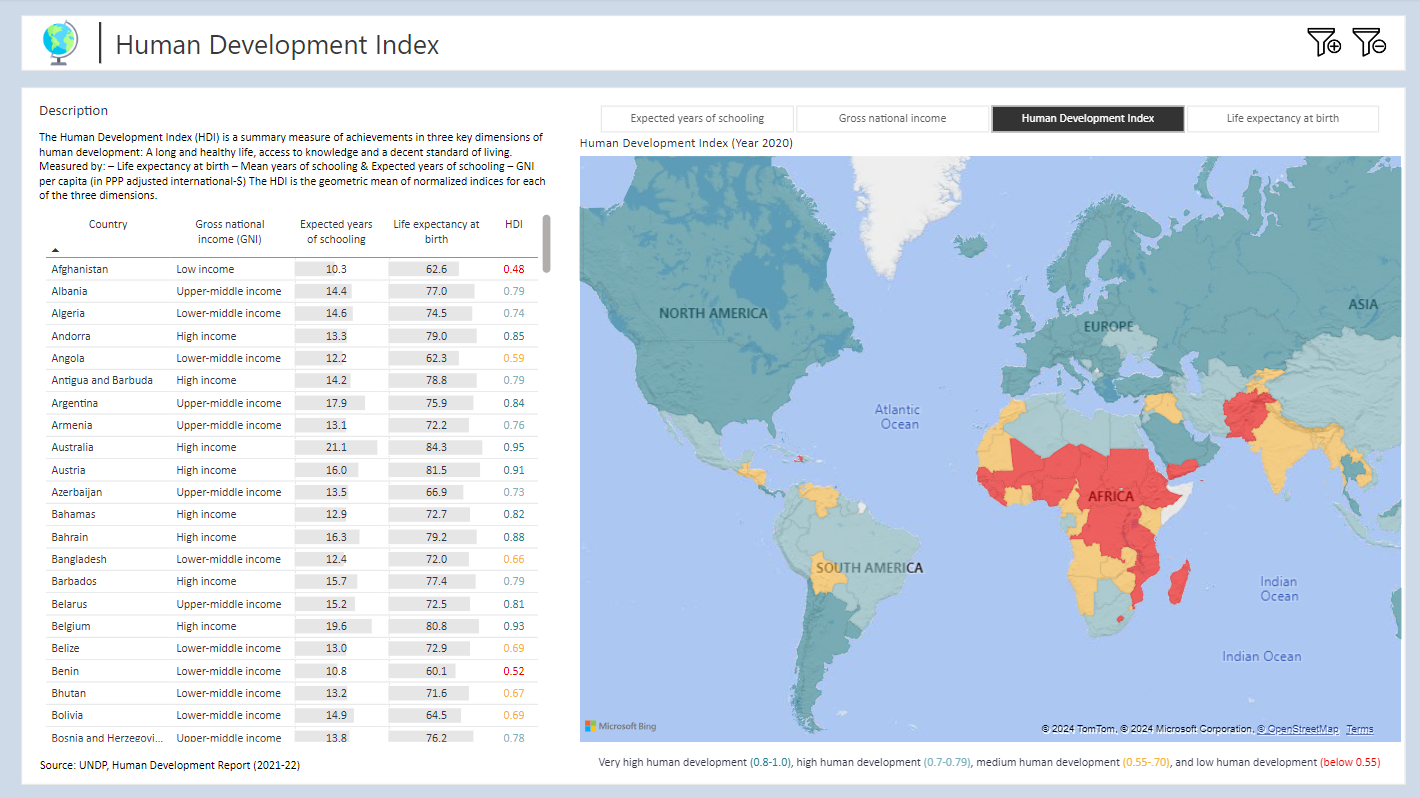 Human Development Index
Description
The Human Development Index (HDI) is a summary measure of achievements in three key dimensions of
human development: A long and healthy life, access to knowledge and a decent standard of living.
Measured by: – Life expectancy at birth – Mean years of schooling & Expected years of schooling – GNI
per capita (in PPP adjusted international-$) The HDI is the geometric mean of normalized indices for each
of the three dimensions.
Country Gross national income (GNI) Expected years of schooling Life expectancy at birth HDI
Afghanistan Low income 10.3 62.6 0.48
Albania Upper-middle income 14.4 77.0 0.79
Algeria Lower-middle income 14.6 74.5 0.74
Andorra High income 13.3 79.0 0.85
Angola Lower-middle income 12.2 62.3 0.59
Antigua and Barbuda High income 14.2 78.8 0.79
Argentina Upper-middle income 17.9 75.9 0.84
Armenia Upper-middle income 13.1 72.2 0.76
Australia High income 21.1 84.3 0.95
Austria High income 16.0 81.5 0.91
Azerbaijan Upper-middle income 13.5 66.9 0.73
Bahamas High income 12.9 72.7 0.82
Bahrain High income 16.3 79.2 0.88
Bangladesh Lower-middle income 12.4 72.0 0.66
Barbados High income 15.7 77.4 0.79
Belarus Upper-middle income 15.2 72.5 0.81
Belgium High income 19.6 80.8 0.93
Belize Lower-middle income 13.0 72.9 0.69
Benin Lower-middle income 10.8 60.1 0.52
Bhutan Lower-middle income 13.2 71.6 0.67
Bolivia Lower-middle income 14.9 64.5 0.69
Bosnia and Herzegovi... Upper-middle income 13.8 76.2 0.78
Source: UNDP, Human Development Report (2021-22)
Expected years of schooling Gross national income Human Development Index Life expectancy at birth
Human Development Index (Year 2020)
NORTH AMERICA
ASIA
EUROPE
Atlantic
Ocean
AFRICA
SOUTH AMERICA
Indian
Ocean
Indian Ocean
Microsoft Bing
© 2024 TomTom, © 2024 Microsoft Corporation, © OpenStreetMap Terms
Very high human development (0.8-1.0), high human development (0.7-0.79), medium human development (0.55-.70), and low human development (below 0.55)